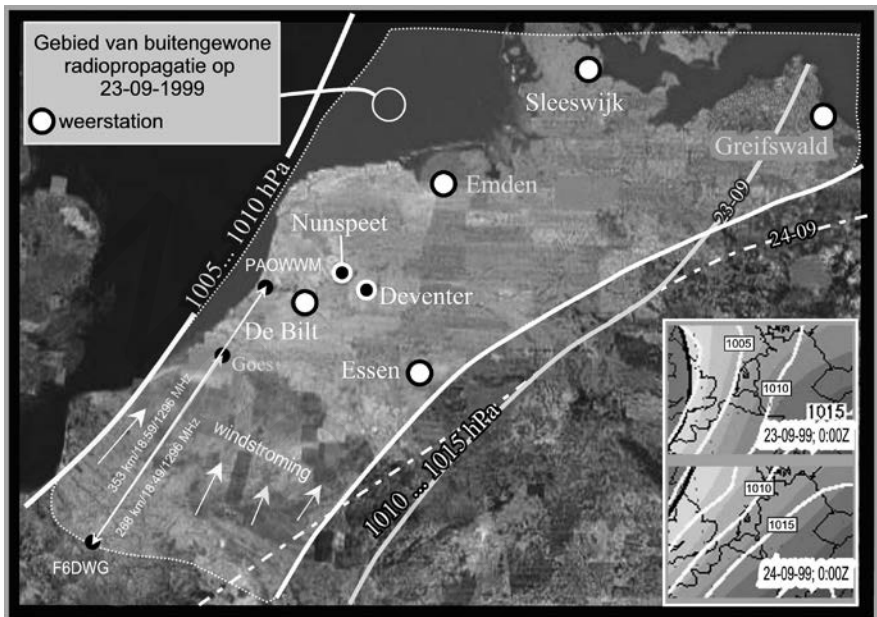 Gebied van buitengewone
radiopropagatie op
23-09-1999
weerstation
Sleeswijk
Greifswald
Emden
1005... 1010 hPa
Nunspeet
23-09
24-09
PAOWWM
Deventer
De Bilt
Goes
Essen
353 km/18.59/1296 MHz
288 km/18.49/1296 MHz
windstroming
1010 ... 1015 hPa
F6DWG
1005
1010
1015
23-09-99; 0:00Z
1010
1015
24-09-99; 0:00Z